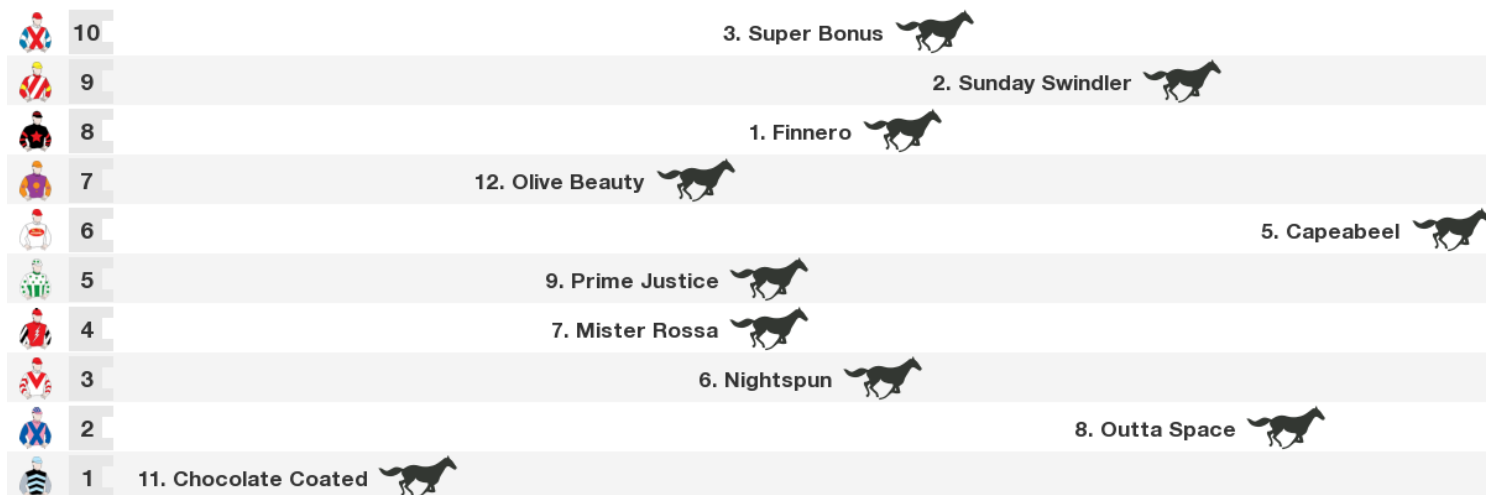 10 3. Super Bonus
9 2. Sunday Swindler
8 1. Finnero
7 12. Olive Beauty
6 5. Capeabeel
5 9. Prime Justice
4 7. Mister Rossa
3 6. Nightspun
2 8. Outta Space
1 11. Chocolate Coated